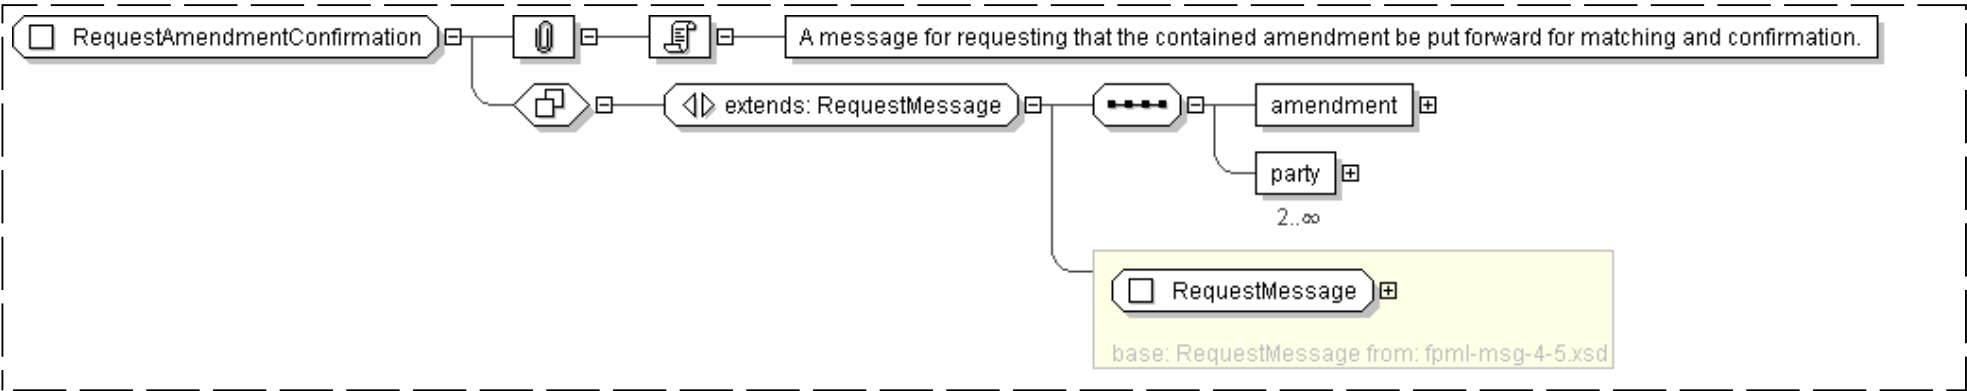 RequestAmendmentConfirmation
A message for requesting that the contained amendment be put forward for matching and confirmation.
extends: RequestMessage
amendment
party
2..∞
RequestMessage
base: RequestMessage from: fpml-msg-4-5.xsd